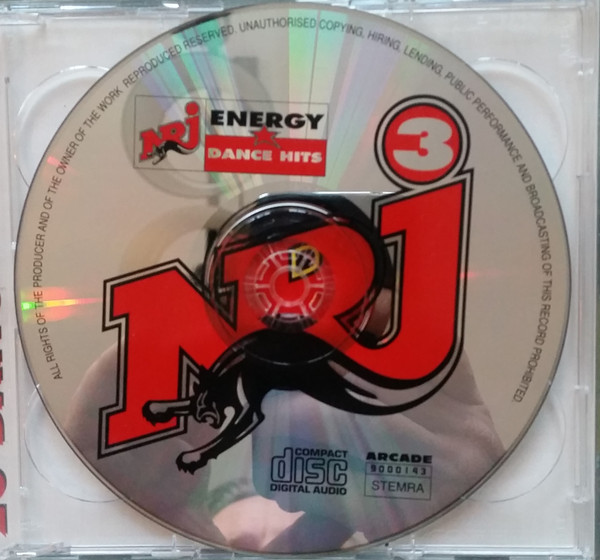 ALL RIGHTS OF THE PRODUCER AND OF THE OWNER OF THE WORK REPRODUCED RESERVED. UNAUTHORISED COPYING, HIRING, LENDING, PUBLIC PERFORMANCE AND BROADCASTING OF THIS RECORD PROHIBITED.
NRJ ENERGY
DANCE HITS
3
NRJ
COMPACT
disc
DIGITAL AUDIO
ARCADE
9000143
STEMRA